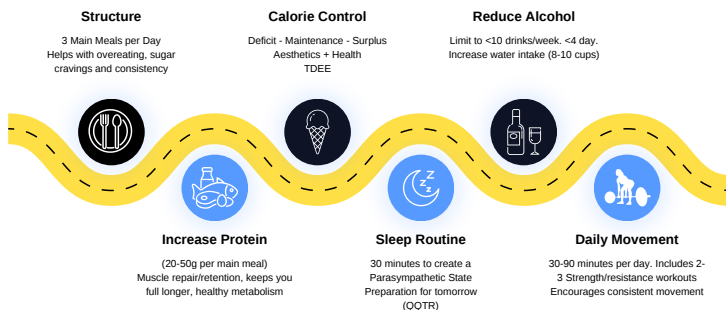 Structure
3 Main Meals per Day
Helps with overeating, sugar
cravings and consistency
Calorie Control
Deficit - Maintenance - Surplus
Aesthetics + Health
TDEE
Reduce Alcohol
Limit to <10 drinks/week. <4 day.
Increase water intake (8-10 cups)
z
z
z
Increase Protein
(20-50g per main meal)
Muscle repair/retention, keeps you
full longer, healthy metabolism
Sleep Routine
30 minutes to create a
Parasympathetic State
Preparation for tomorrow
(QQTR)
Daily Movement
30-90 minutes per day. Includes 2-
3 Strength/resistance workouts
Encourages consistent movement